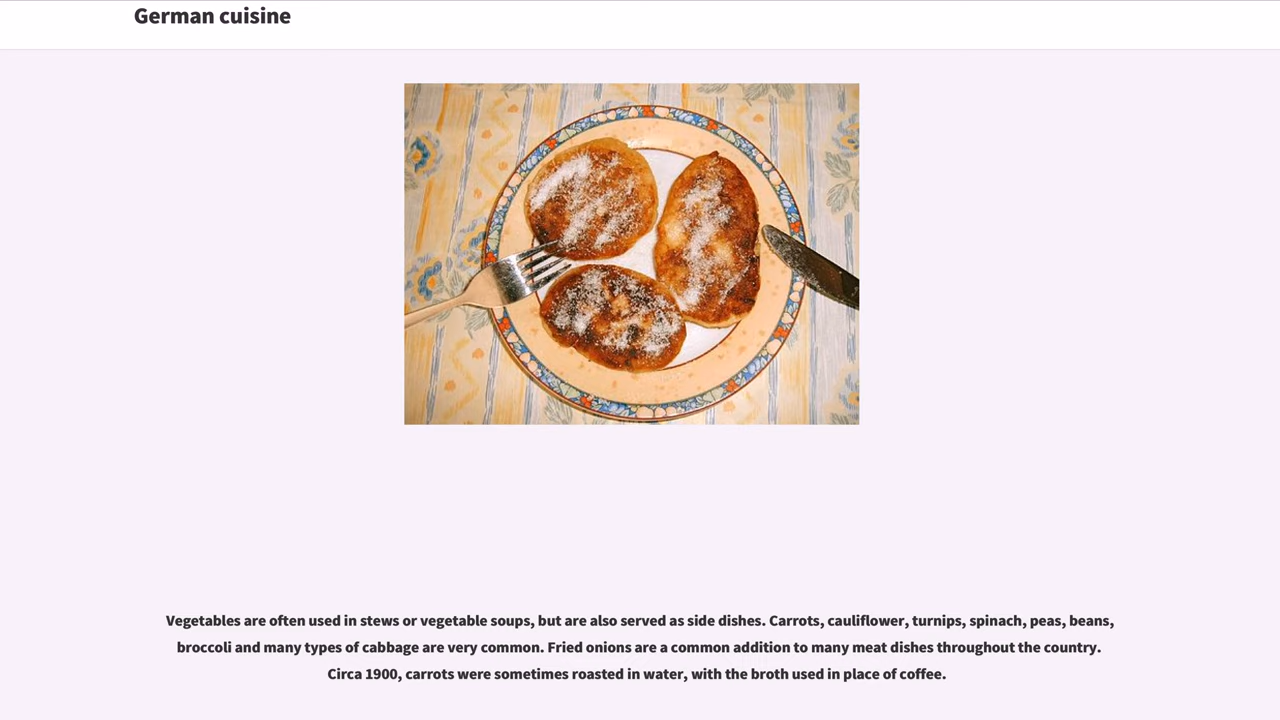 German cuisine
Vegetables are often used in stews or vegetable soups, but are also served as side dishes. Carrots, cauliflower, turnips, spinach, peas, beans,
broccoli and many types of cabbage are very common. Fried onions are a common addition to many meat dishes throughout the country.
Circa 1900, carrots were sometimes roasted in water, with the broth used in place of coffee.